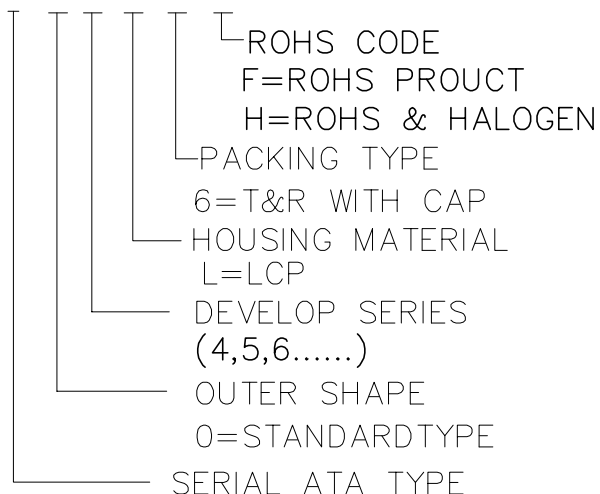 ROHS CODE
F=ROHS PROUCT
H=ROHS & HALOGEN
PACKING TYPE
6=T&R WITH CAP
HOUSING MATERIAL
L=LCP
DEVELOP SERIES
(4,5,6......)
OUTER SHAPE
0=STANDARDTYPE
SERIAL ATA TYPE